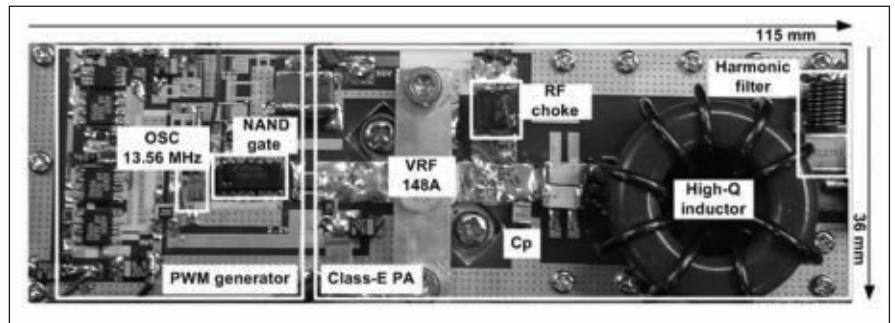 115 mm
Harmonic
filter
RF
choke
OSC
13.56 MHz
NAND
gate
VRF
148A
High-Q
inductor
Cp
36 mm
PWM generator
Class-E PA